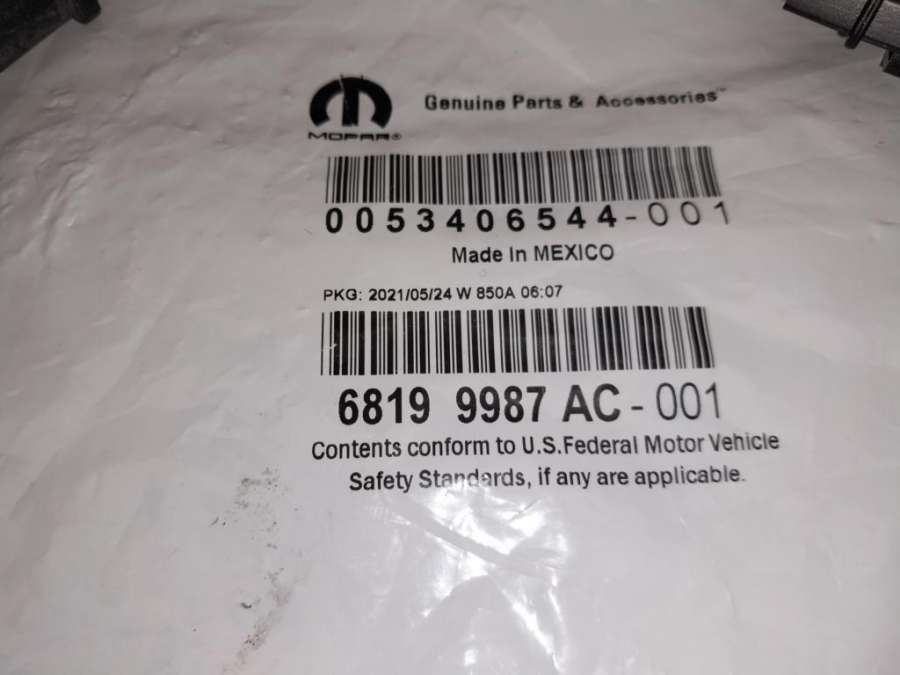 Genuine Parts & Accessories™
MOPAR®
0053406544-001
Made In MEXICO
PKG: 2021/05/24 W 850A 06:07
6819 9987 AC-001
Contents conform to U.S.Federal Motor Vehicle
Safety Standards, if any are applicable.